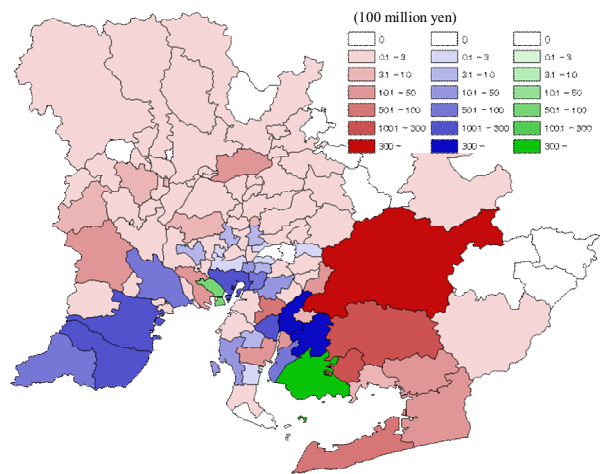 (100 million yen)
0 0 0
0.1 ~ 3 0.1 ~ 3 0.1 ~ 3
3.1 ~ 10 3.1 ~ 10 3.1 ~ 10
10.1 ~ 50 10.1 ~ 50 10.1 ~ 50
50.1 ~ 100 50.1 ~ 100 50.1 ~ 100
100.1 ~ 300 100.1 ~ 300 100.1 ~ 300
300 ~ 300 ~ 300 ~